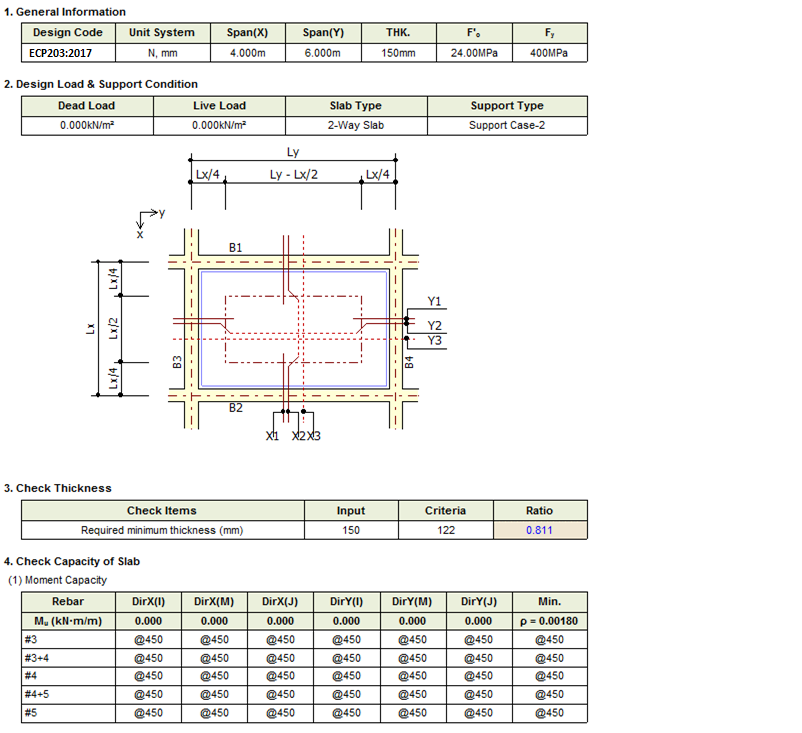 1. General Information
Design Code Unit System Span(X) Span(Y) THK. F'c Fy
ECP203:2017 N, mm 4.000m 6.000m 150mm 24.00MPa 400MPa
2. Design Load & Support Condition
Dead Load Live Load Slab Type Support Type
0.000kN/m² 0.000kN/m² 2-Way Slab Support Case-2
Ly
Lx/4 Ly - Lx/2 Lx/4
y
x
B1
Lx/4
Y1
Lx
Lx/2
Y2
Y3
B3
B4
Lx/4
B2
X1 X2 X3
3. Check Thickness
Check Items Input Criteria Ratio
Required minimum thickness (mm) 150 122 0.811
4. Check Capacity of Slab
(1) Moment Capacity
Rebar DirX(I) DirX(M) DirX(J) DirY(I) DirY(M) DirY(J) Min.
Mu (kN·m/m) 0.000 0.000 0.000 0.000 0.000 0.000 ρ = 0.00180
#3 @450 @450 @450 @450 @450 @450 @450
#3+4 @450 @450 @450 @450 @450 @450 @450
#4 @450 @450 @450 @450 @450 @450 @450
#4+5 @450 @450 @450 @450 @450 @450 @450
#5 @450 @450 @450 @450 @450 @450 @450